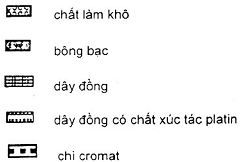 chất làm khô
bông bạc
dây đồng
dây đồng có chất xúc tác platin
chì cromat